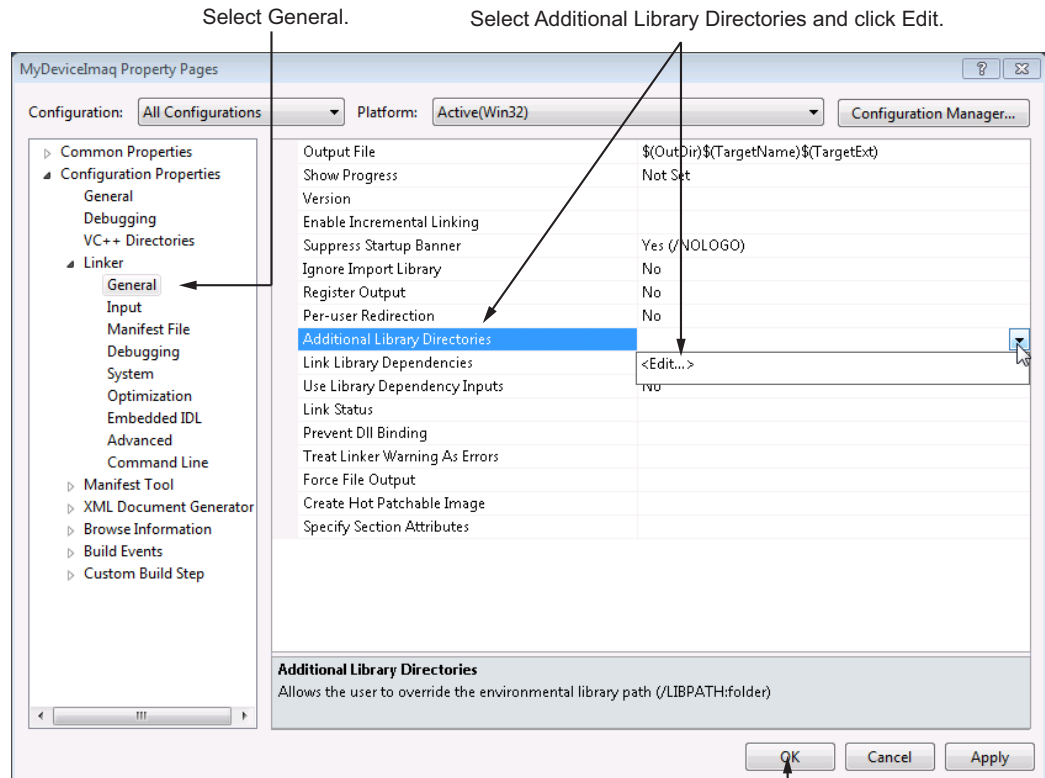 Select General.
Select Additional Library Directories and click Edit.
MyDeviceImaq Property Pages
Configuration: All Configurations Platform: Active(Win32) Configuration Manager...
Common Properties
Configuration Properties
General
Debugging
VC++ Directories
Linker
General
Input
Manifest File
Debugging
System
Optimization
Embedded IDL
Advanced
Command Line
Manifest Tool
XML Document Generator
Browse Information
Build Events
Custom Build Step
Output File $(OutDir)$(TargetName)$(TargetExt)
Show Progress Not Set
Version
Enable Incremental Linking
Suppress Startup Banner Yes (/NOLOGO)
Ignore Import Library No
Register Output No
Per-user Redirection No
Additional Library Directories
Link Library Dependencies <Edit...>
Use Library Dependency Inputs No
Link Status
Prevent Dll Binding
Treat Linker Warning As Errors
Force File Output
Create Hot Patchable Image
Specify Section Attributes
Additional Library Directories
Allows the user to override the environmental library path (/LIBPATH:folder)
OK Cancel Apply